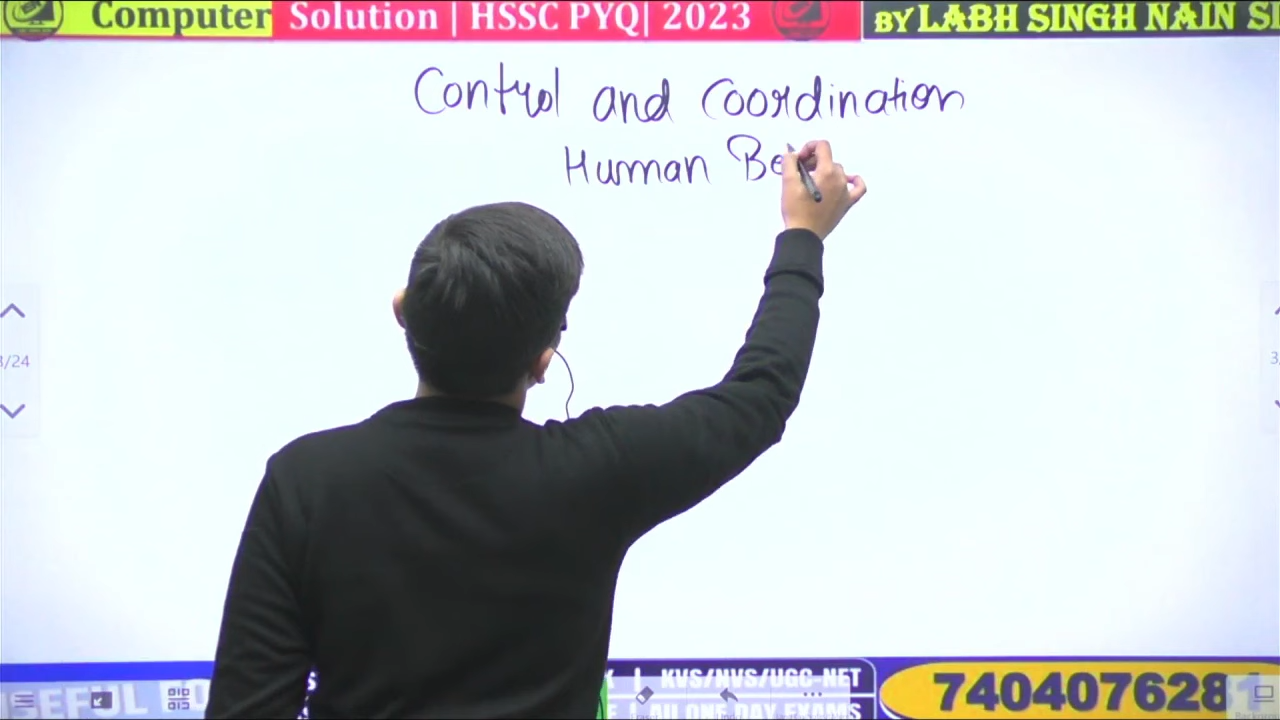 Computer Solution | HSSC PYQ| 2023 BY LABH SINGH NAIN
Control and Coordination
Human Be
/24
KVS/NVS/UGC-NET
ALL ONE DAY EXAMS
740407628